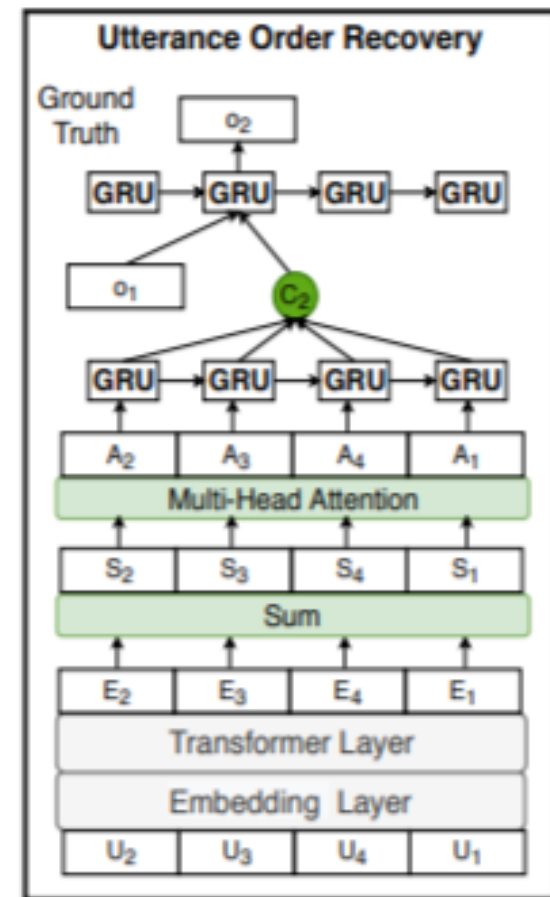 Utterance Order Recovery
Ground
Truth
o₂
GRU GRU GRU GRU
o₁
C₂
GRU GRU GRU GRU
A₂ A₃ A₄ A₁
Multi-Head Attention
S₂ S₃ S₄ S₁
Sum
E₂ E₃ E₄ E₁
Transformer Layer
Embedding Layer
U₂ U₃ U₄ U₁